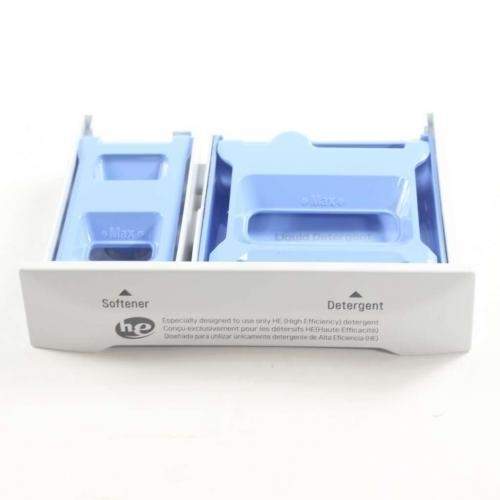 Max
Max
Liquid Detergent
Softener
Detergent
he
Especially designed to use only HE (High Efficiency) detergent
Conçu-exclusivement pour les détersifs HE(Haute Efficacité)
Diseñado para utilizar únicamente detergente de Alta Eficiencia (HE)